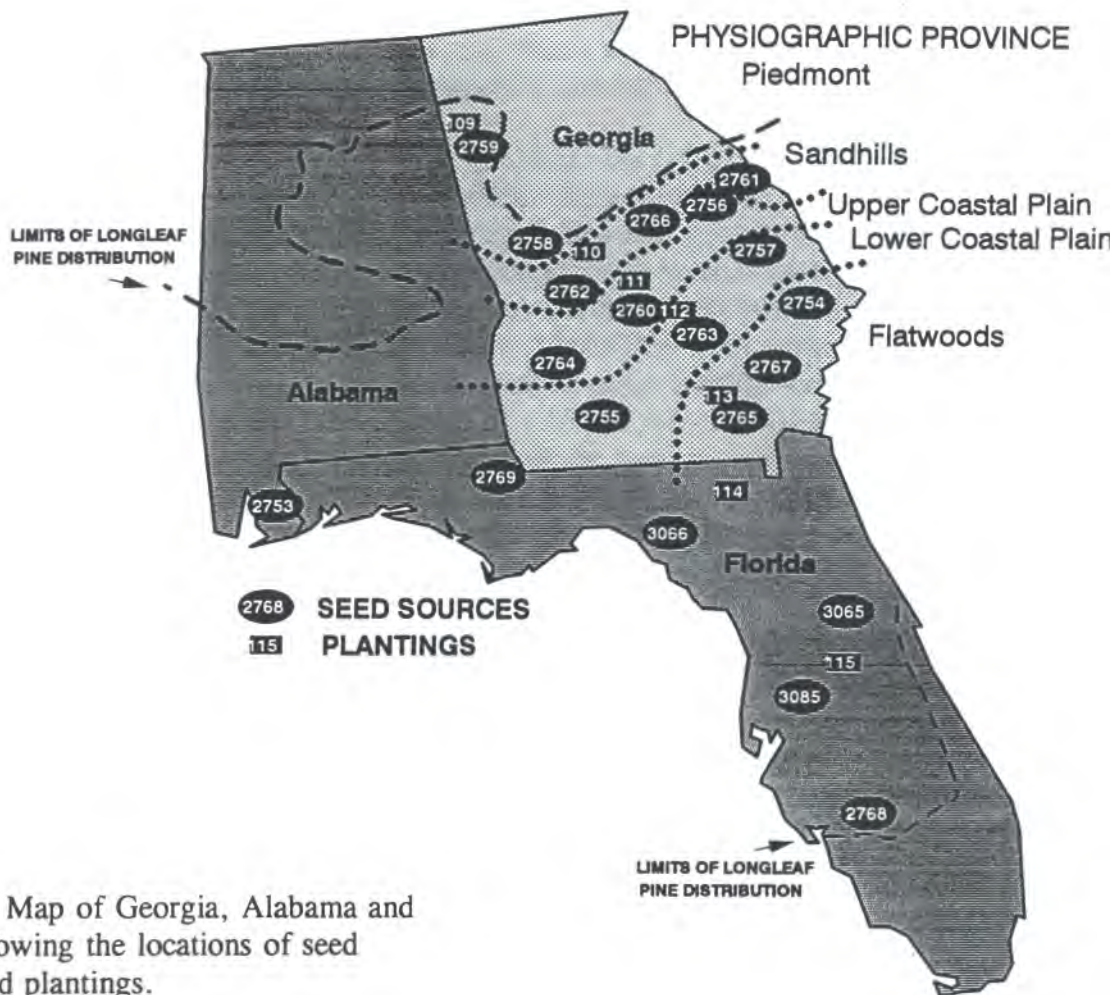 PHYSIOGRAPHIC PROVINCE
Piedmont
109
2759
Georgia
Sandhills
2761
2756
2766
Upper Coastal Plain
Lower Coastal Plain
LIMITS OF LONGLEAF
PINE DISTRIBUTION
2758
110
2757
111
2762
2760
112
2754
2763
Flatwoods
2764
2767
Alabama
113
2755
2765
2769
114
2753
3066
Florida
2768 SEED SOURCES
115 PLANTINGS
3065
115
3085
2768
LIMITS OF LONGLEAF
PINE DISTRIBUTION
Map of Georgia, Alabama and
owing the locations of seed
d plantings.